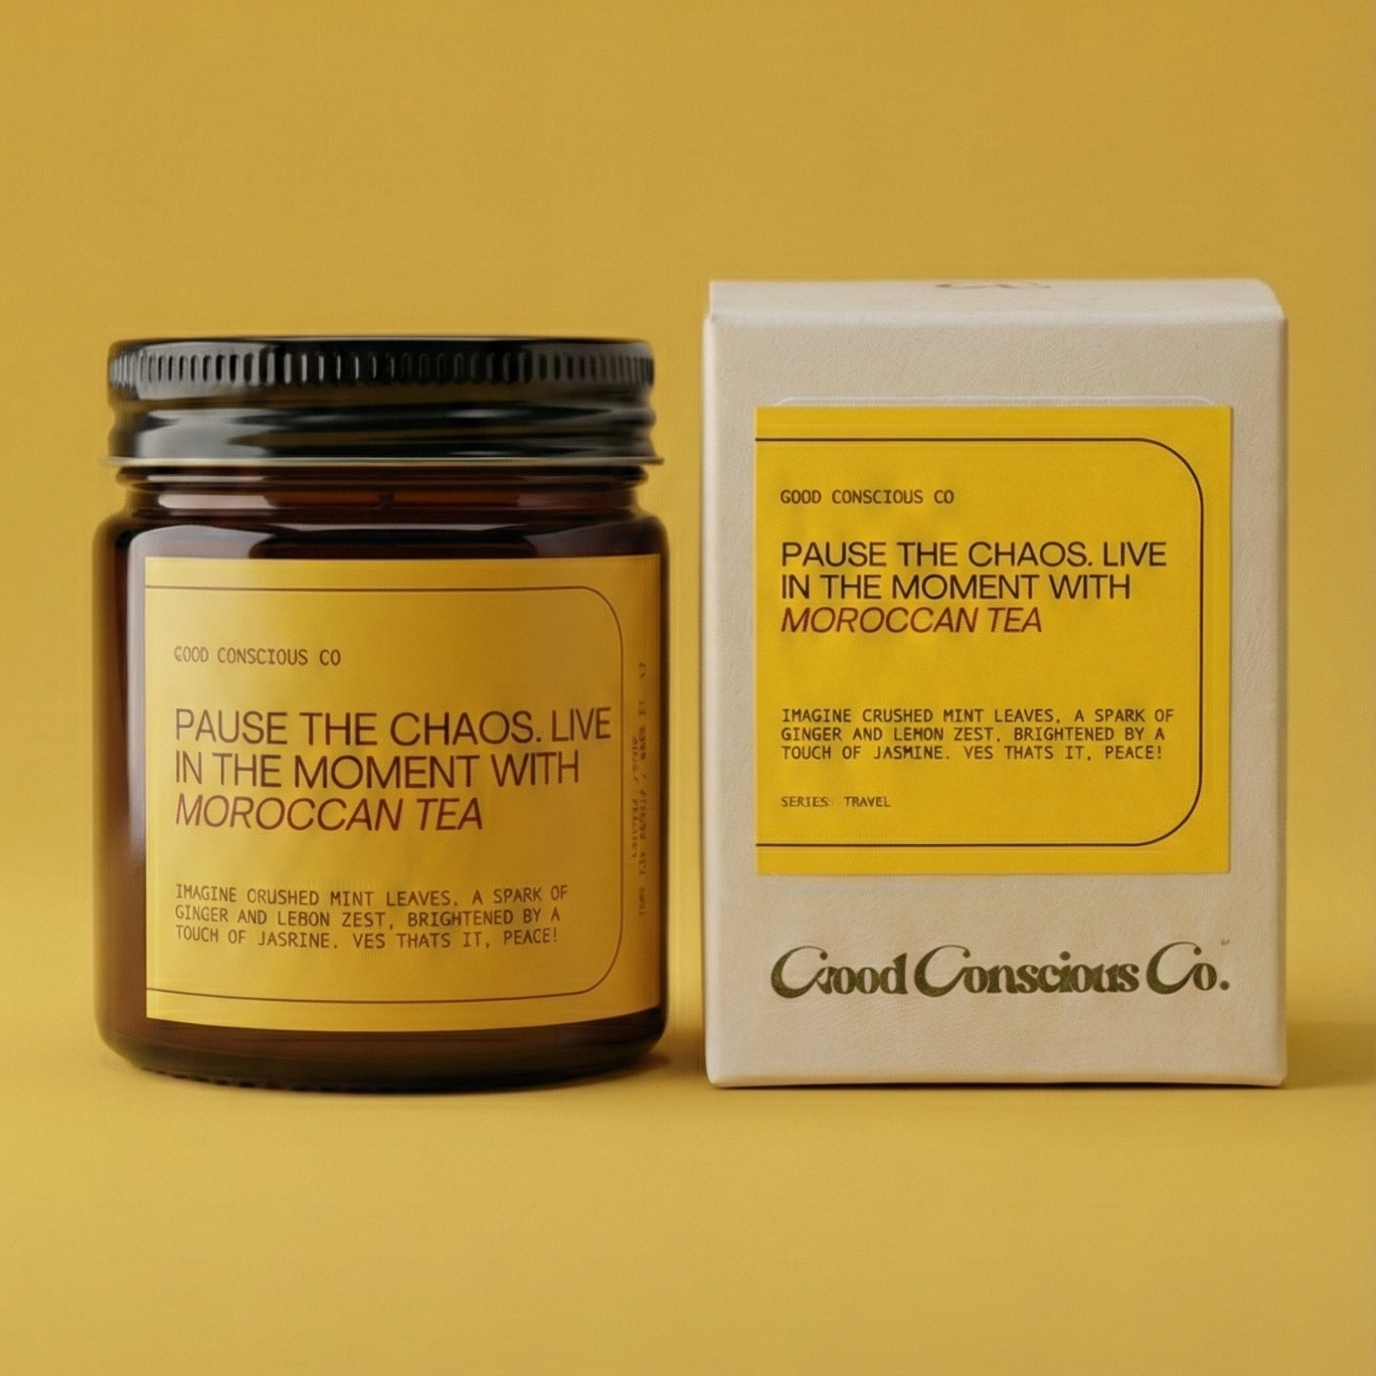 GOOD CONSCIOUS CO
PAUSE THE CHAOS. LIVE
IN THE MOMENT WITH
MOROCCAN TEA
IMAGINE CRUSHED MINT LEAVES, A SPARK OF
GINGER AND LEBON ZEST, BRIGHTENED BY A
TOUCH OF JASRINE. VES THATS IT, PEACE!
GOOD CONSCIOUS CO
PAUSE THE CHAOS. LIVE
IN THE MOMENT WITH
MOROCCAN TEA
IMAGINE CRUSHED MINT LEAVES, A SPARK OF
GINGER AND LEMON ZEST, BRIGHTENED BY A
TOUCH OF JASMINE. VES THATS IT, PEACE!
SERIES: TRAVEL
Good Conscious Co.